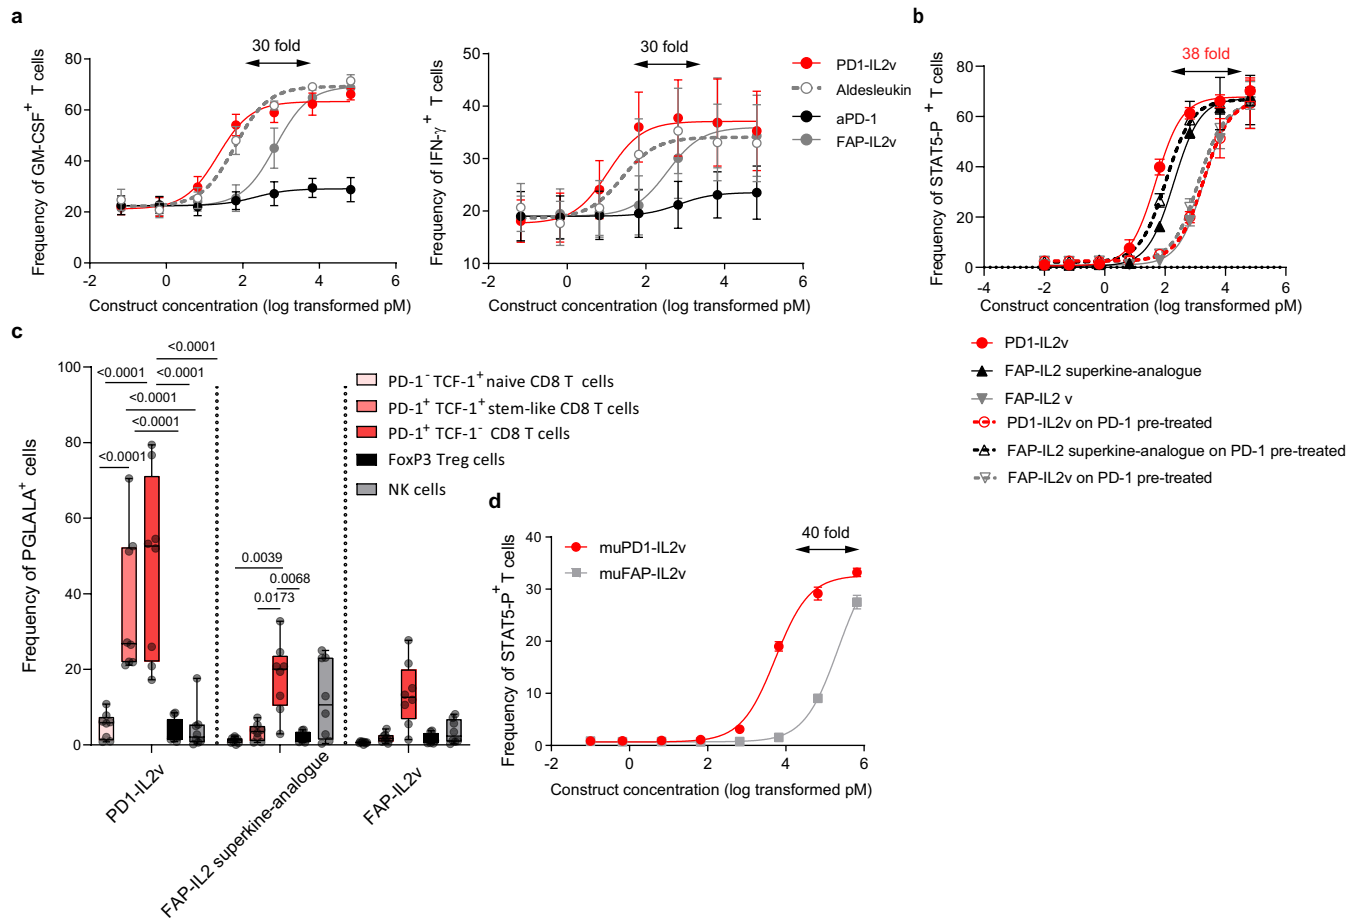 a
30 fold
Frequency of GM-CSF+ T cells
80
60
40
20
0
-2
0
2
4
6
Construct concentration (log transformed pM)
30 fold
Frequency of IFN-γ+ T cells
50
40
30
20
10
-2
0
2
4
6
Construct concentration (log transformed pM)
PD1-IL2v
Aldesleukin
aPD-1
FAP-IL2v
b
38 fold
Frequency of STAT5-P+ T cells
80
60
40
20
0
-4
-2
0
2
4
6
Construct concentration (log transformed pM)
PD1-IL2v
FAP-IL2 superkine-analogue
FAP-IL2 v
PD1-IL2v on PD-1 pre-treated
FAP-IL2 superkine-analogue on PD-1 pre-treated
FAP-IL2v on PD-1 pre-treated
c
Frequency of PGLALA+ cells
100
80
60
40
20
0
<0.0001
<0.0001
<0.0001
<0.0001
<0.0001
<0.0001
0.0039
0.0068
0.0173
PD-1- TCF-1+ naive CD8 T cells
PD-1+ TCF-1+ stem-like CD8 T cells
PD-1+ TCF-1- CD8 T cells
FoxP3 Treg cells
NK cells
PD1-IL2v
FAP-IL2 superkine-analogue
FAP-IL2v
d
40 fold
muPD1-IL2v
muFAP-IL2v
Frequency of STAT5-P+ T cells
40
30
20
10
0
-2
0
2
4
6
Construct concentration (log transformed pM)